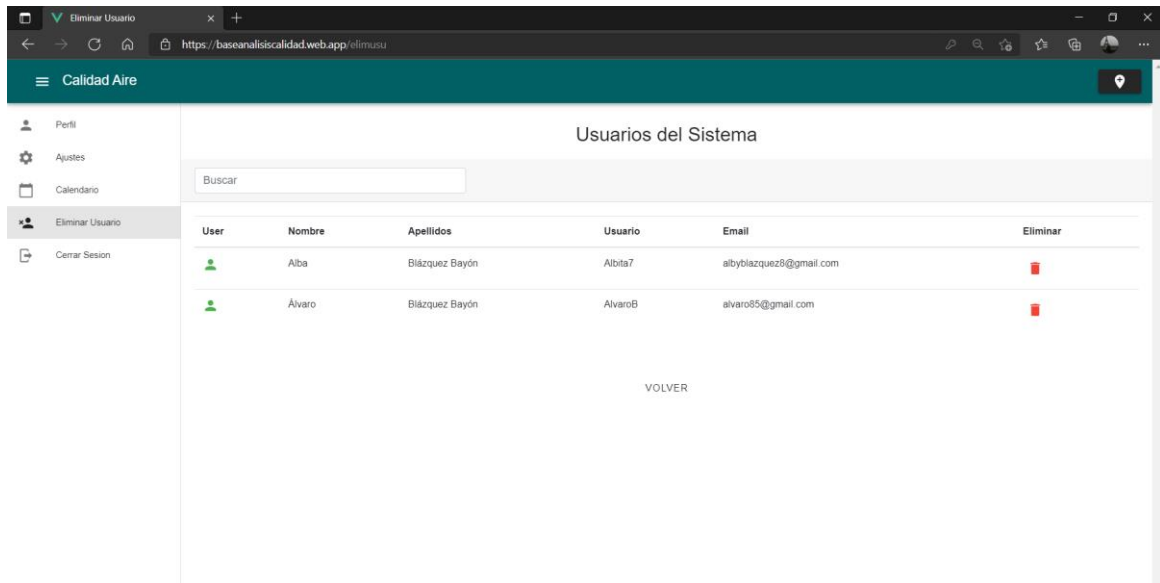 Eliminar Usuario
https://baseanalisiscalidad.web.app/elimusu
Calidad Aire
Perfil
Ajustes
Calendario
Eliminar Usuario
Cerrar Sesion
Usuarios del Sistema
Buscar
User Nombre Apellidos Usuario Email Eliminar
Alba Blázquez Bayón Albita7 albyblazquez8@gmail.com
Álvaro Blázquez Bayón AlvaroB alvaro85@gmail.com
VOLVER